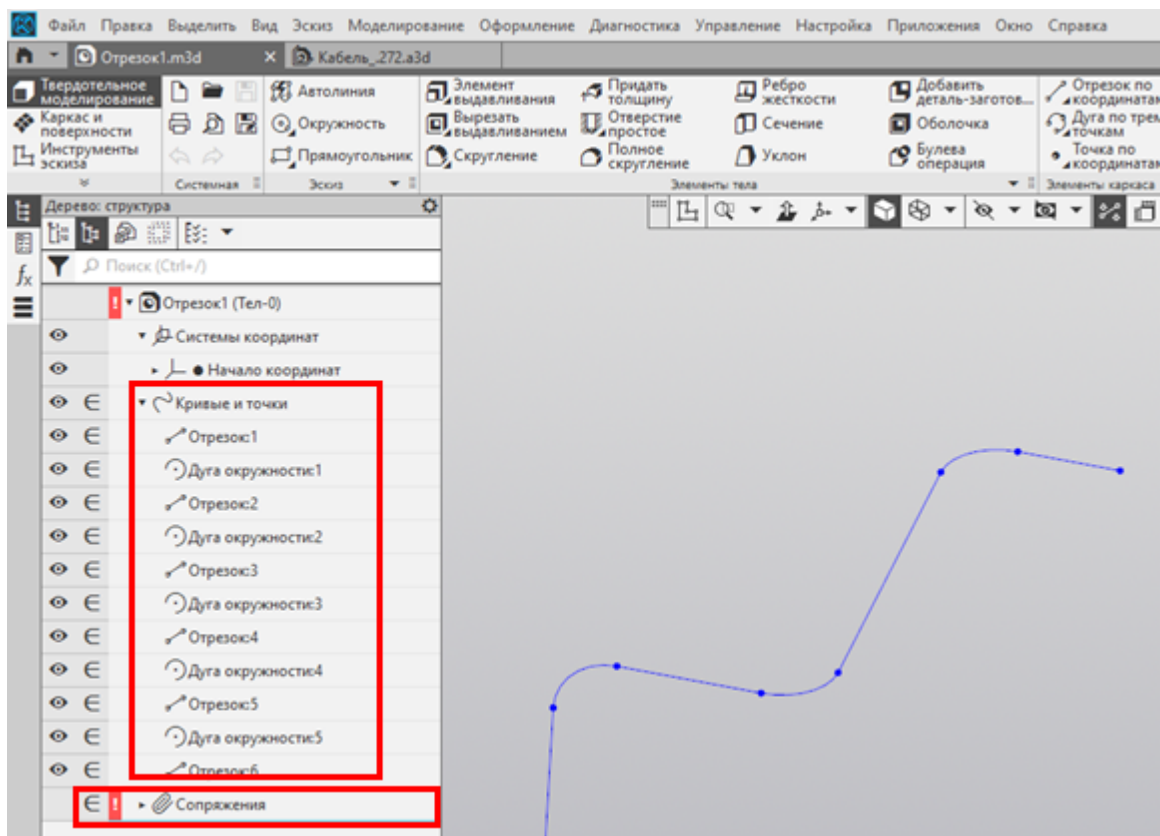 Файл Правка Выделить Вид Эскиз Моделирование Оформление Диагностика Управление Настройка Приложения Окно Справка
Отрезок1.m3d Кабель_.272.a3d
Твердотельное моделирование
Каркас и поверхности
Инструменты эскиза
Системная
Автолиния
Окружность
Прямоугольник
Эскиз
Элемент выдавливания
Вырезать выдавливанием
Скругление
Придать толщину
Отверстие простое
Полное скругление
Ребро жесткости
Сечение
Уклон
Добавить деталь-заготов...
Оболочка
Булева операция
Элементы тела
Отрезок по координатам
Дуга по трем точкам
Точка по координатам
Элементы каркаса
Дерево: структура
Поиск (Ctrl+/)
Отрезок1 (Тел-0)
Системы координат
Начало координат
Кривые и точки
Отрезок:1
Дуга окружности:1
Отрезок:2
Дуга окружности:2
Отрезок:3
Дуга окружности:3
Отрезок:4
Дуга окружности:4
Отрезок:5
Дуга окружности:5
Отрезок:6
Сопряжения